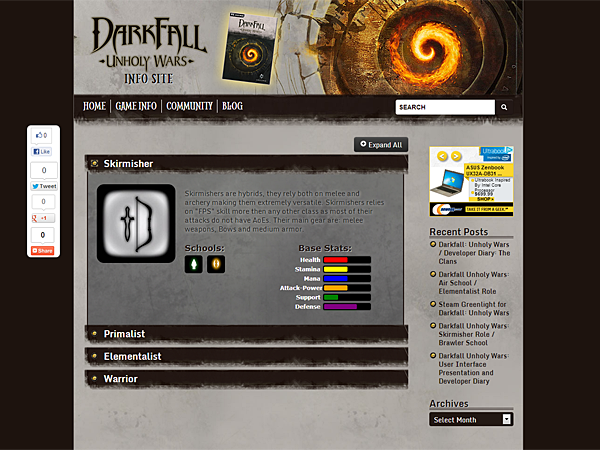 DARKFALL
UNHOLY WARS
INFO SITE
DARKFALL
HOME
GAME INFO
COMMUNITY
BLOG
SEARCH
0
Like
0
Tweet
0
+1
0
Share
Expand All
Skirmisher
Skirmishers are hybrids, they rely both on melee and
archery making them extremely versatile. Skirmishers relies
on "FPS" skill more then any other class as most of their
attacks do not have AoEs. Their main gear are: melee
weapons, Bows and medium armor.
Schools:
Base Stats:
Health
Stamina
Mana
Attack-Power
Support
Defense
Primalist
Elementalist
Warrior
Ultrabook
ASUS Zenbook
UX32A-DB31 ...
Ultrabook Inspired
By Intel Core
Processor
$699.99
SHOP>
TAKE IT FROM A GEEK.
Recent Posts
Darkfall: Unholy Wars
/ Developer Diary: The
Clans
Darkfall Unholy Wars:
Air School /
Elementalist Role
Steam Greenlight for
Darkfall: Unholy Wars
Darkfall Unholy Wars:
Skirmisher Role /
Brawler School
Darkfall Unholy Wars:
User Interface
Presentation and
Developer Diary
Archives
Select Month